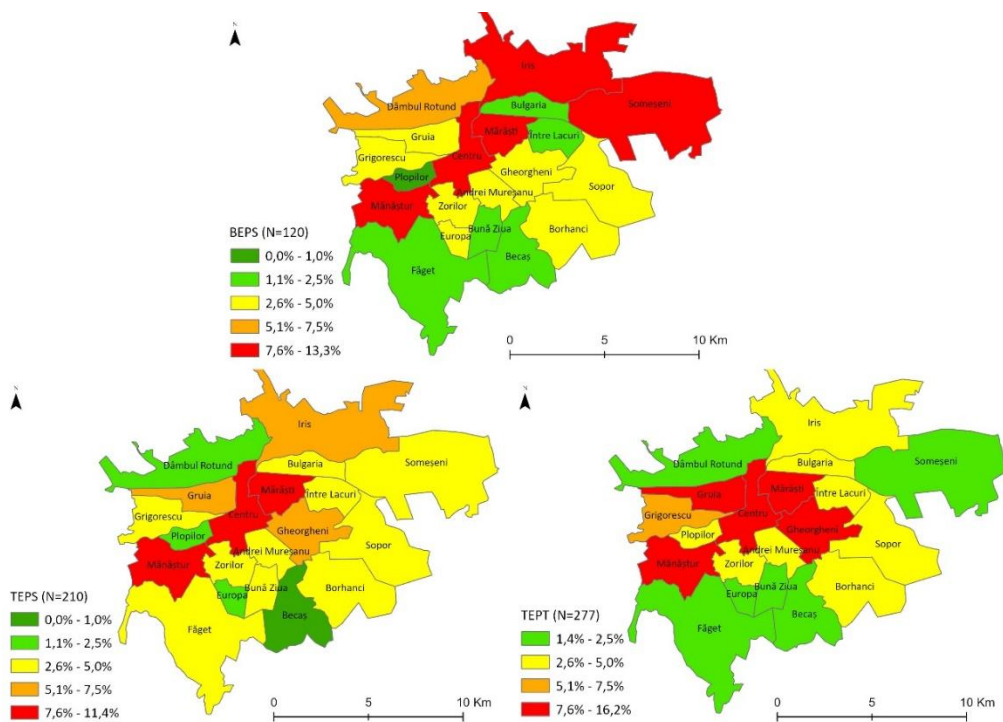 N
Iris
Dâmbul Rotund
Bulgaria
Someșeni
Gruia
Mărăști
Între Lacuri
Grigorescu
Centru
Gheorgheni
Plopilor
Andrei Mureșanu
Sopor
Mănăștur
Zorilor
Europa
Bună Ziua
Borhanci
Becaș
Făget
BEPS (N=120)
0,0% - 1,0%
1,1% - 2,5%
2,6% - 5,0%
5,1% - 7,5%
7,6% - 13,3%
0 5 10 Km
N
Iris
Dâmbul Rotund
Bulgaria
Someșeni
Gruia
Mărăști
Între Lacuri
Grigorescu
Centru
Gheorgheni
Plopilor
Andrei Mureșanu
Sopor
Mănăștur
Zorilor
Europa
Bună Ziua
Borhanci
Becaș
Făget
TEPS (N=210)
0,0% - 1,0%
1,1% - 2,5%
2,6% - 5,0%
5,1% - 7,5%
7,6% - 11,4%
0 5 10 Km
N
Iris
Dâmbul Rotund
Bulgaria
Someșeni
Gruia
Mărăști
Între Lacuri
Grigorescu
Centru
Gheorgheni
Plopilor
Andrei Mureșanu
Sopor
Mănăștur
Zorilor
Europa
Bună Ziua
Borhanci
Becaș
Făget
TEPT (N=277)
1,4% - 2,5%
2,6% - 5,0%
5,1% - 7,5%
7,6% - 16,2%
0 5 10 Km